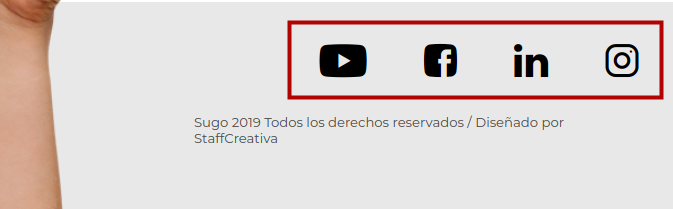 Sugo 2019 Todos los derechos reservados / Diseñado por
StaffCreativa